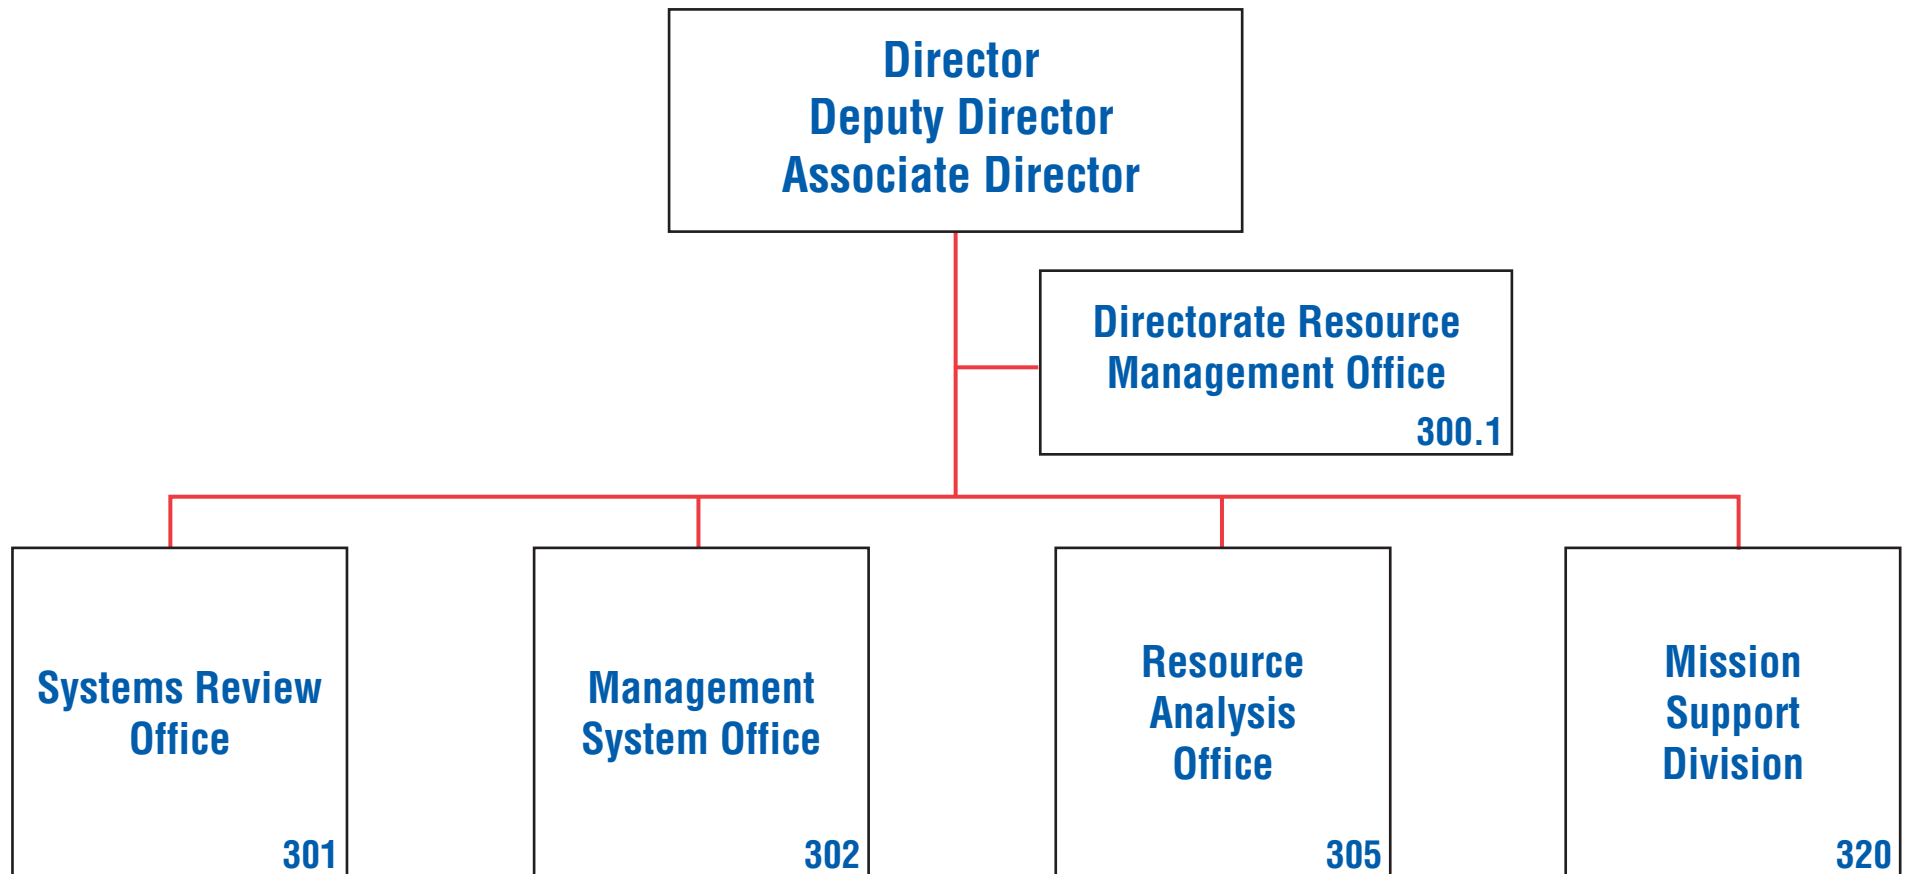 Director
Deputy Director
Associate Director
Directorate Resource
Management Office
300.1
Systems Review
Office
301
Management
System Office
302
Resource
Analysis
Office
305
Mission
Support
Division
320